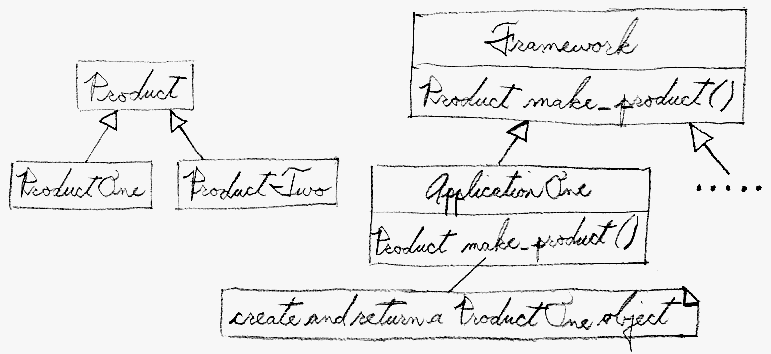 Framework
Product
Product make_product()
ProductOne
ProductTwo
ApplicationOne
Product make_product()
.....
create and return a ProductOne object